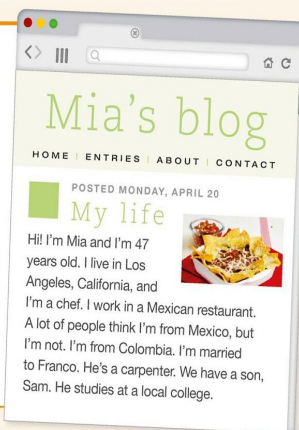 Mia's blog
HOME | ENTRIES | ABOUT | CONTACT
POSTED MONDAY, APRIL 20
My life
Hi! I'm Mia and I'm 47
years old. I live in Los
Angeles, California, and
I'm a chef. I work in a Mexican restaurant.
A lot of people think I'm from Mexico, but
I'm not. I'm from Colombia. I'm married
to Franco. He's a carpenter. We have a son,
Sam. He studies at a local college.